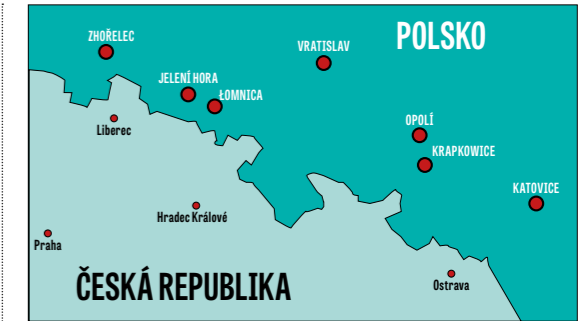 ZHOŘELEC
VRATISLAV
POLSKO
JELENÍ HORA
ŁOMNICA
Liberec
OPOLÍ
KRAPKOWICE
KATOVICE
Hradec Králové
Praha
ČESKÁ REPUBLIKA
Ostrava